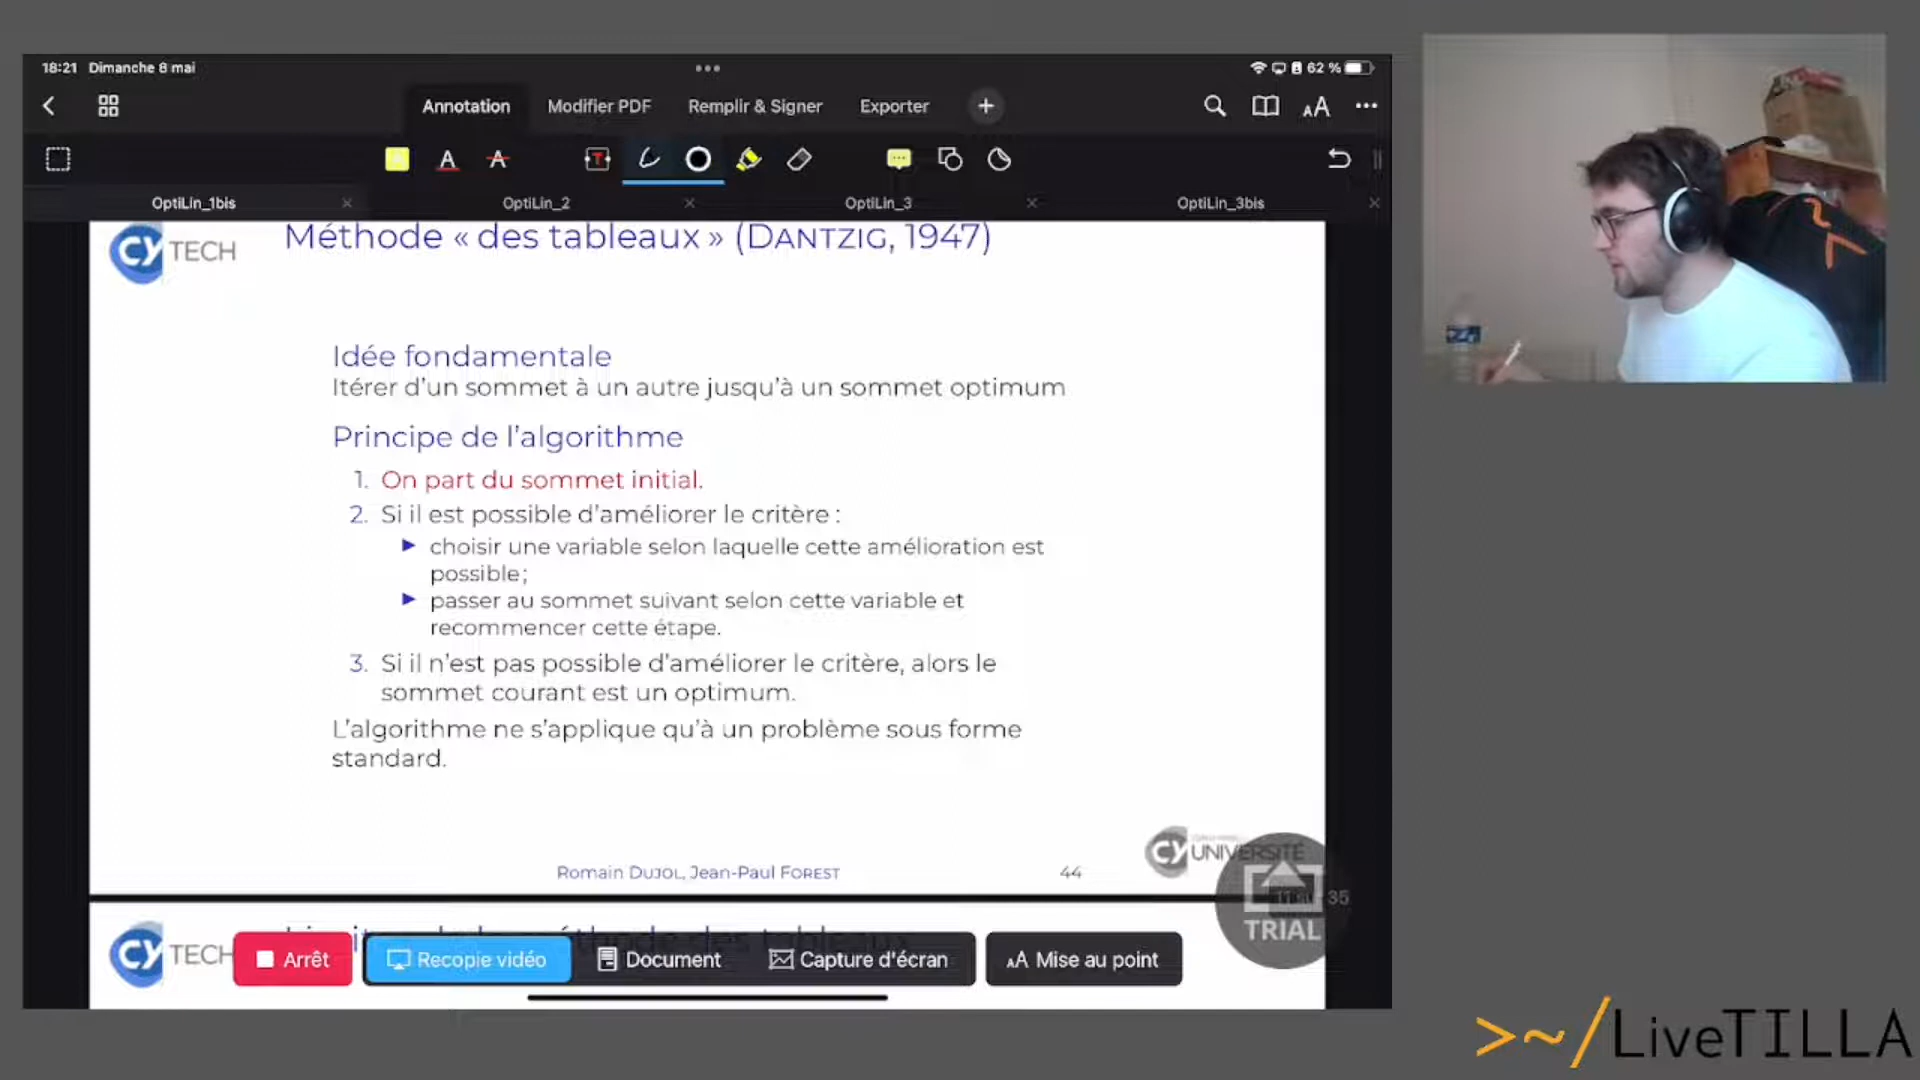 18:21 Dimanche 8 mai
62 %
Annotation Modifier PDF Remplir & Signer Exporter
AA
A A A T
OptiLin_1bis OptiLin_2 OptiLin_3 OptiLin_3bis
CY TECH
Méthode « des tableaux » (DANTZIG, 1947)
Idée fondamentale
Itérer d'un sommet à un autre jusqu'à un sommet optimum
Principe de l'algorithme
1. On part du sommet initial.
2. Si il est possible d'améliorer le critère :
► choisir une variable selon laquelle cette amélioration est
possible;
► passer au sommet suivant selon cette variable et
recommencer cette étape.
3. Si il n'est pas possible d'améliorer le critère, alors le
sommet courant est un optimum.
L'algorithme ne s'applique qu'à un problème sous forme
standard.
CY UNIVERSITÉ
Romain DUJOL, Jean-Paul FOREST 44
35
TRIAL
CY TECH
Arrêt Recopie vidéo Document Capture d'écran AA Mise au point
>~/LiveTILLA